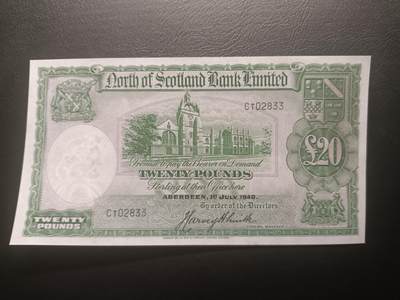 North of Scotland Bank Limited
C102833
Promise to pay the Bearer on Demand
TWENTY POUNDS
Sterling at their Office here
£20
ABERDEEN, 1ST JULY 1940.
C102833
By order of the Directors.
TWENTY
POUNDS